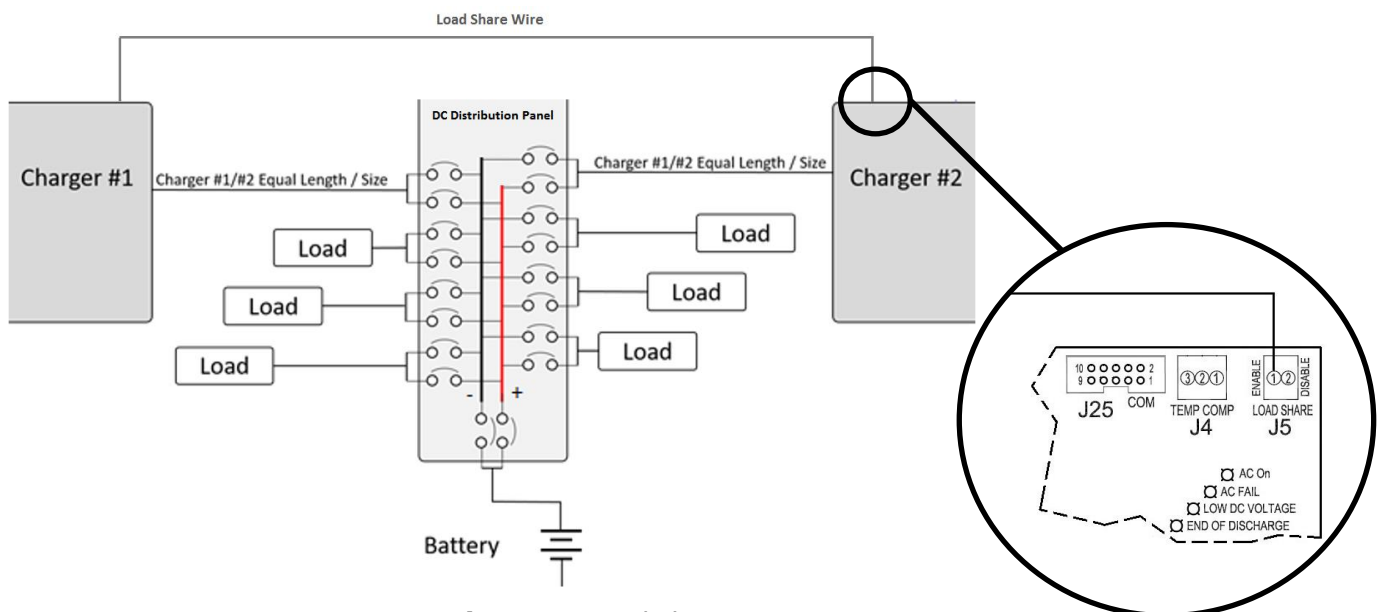 Load Share Wire
DC Distribution Panel
Charger #1
Charger #1/#2 Equal Length / Size
Charger #1/#2 Equal Length / Size
Charger #2
Load
Load
Load
Load
Load
Load
- +
Battery
10 2
9 1
J25
COM
3 2 1
TEMP COMP
J4
ENABLE
1 2
DISABLE
LOAD SHARE
J5
AC On
AC FAIL
LOW DC VOLTAGE
END OF DISCHARGE